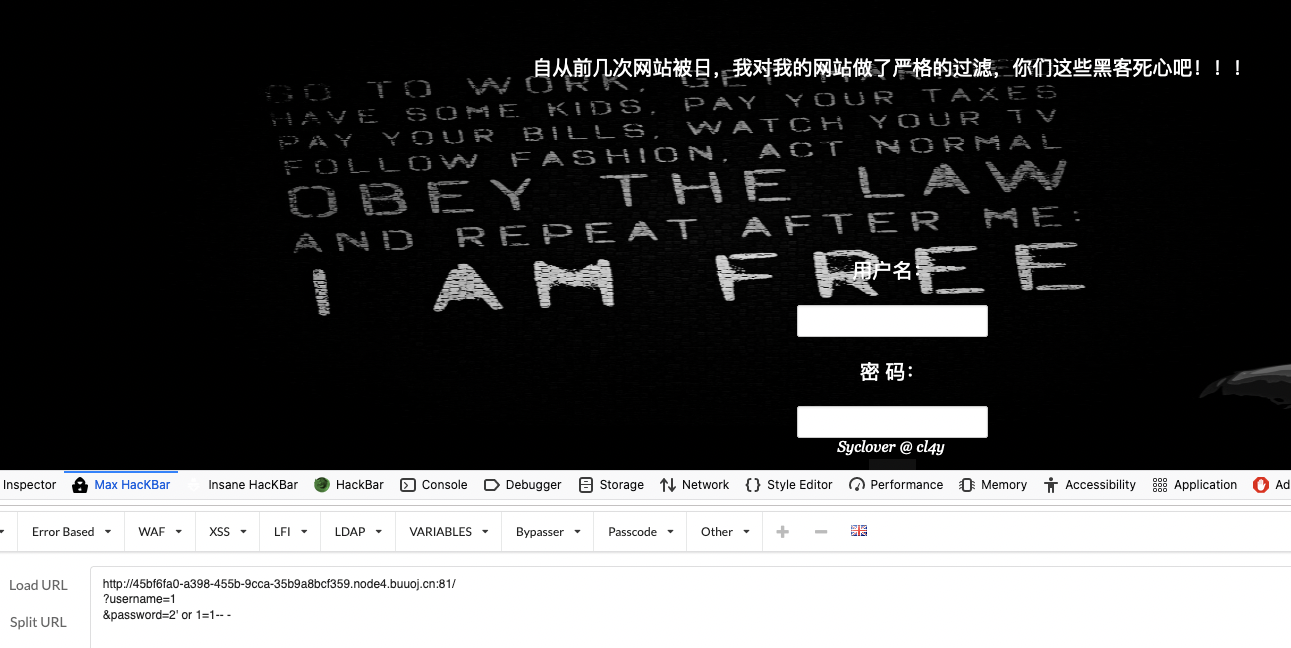 自从前几次网站被日，我对我的网站做了严格的过滤，你们这些黑客死心吧！！！
GO TO WORK, GET MARRIED
HAVE SOME KIDS, PAY YOUR TAXES
PAY YOUR BILLS, WATCH YOUR TV
FOLLOW FASHION, ACT NORMAL
OBEY THE LAW
AND REPEAT AFTER ME:
I AM FREE
用户名：
密 码：
Syclover @ cl4y
Inspector Max HacKBar Insane HacKBar HackBar Console Debugger Storage Network Style Editor Performance Memory Accessibility Application Ad
Error Based WAF XSS LFI LDAP VARIABLES Bypasser Passcode Other
Load URL
http://45bf6fa0-a398-455b-9cca-35b9a8bcf359.node4.buuoj.cn:81/
?username=1
&password=2' or 1=1-- -
Split URL